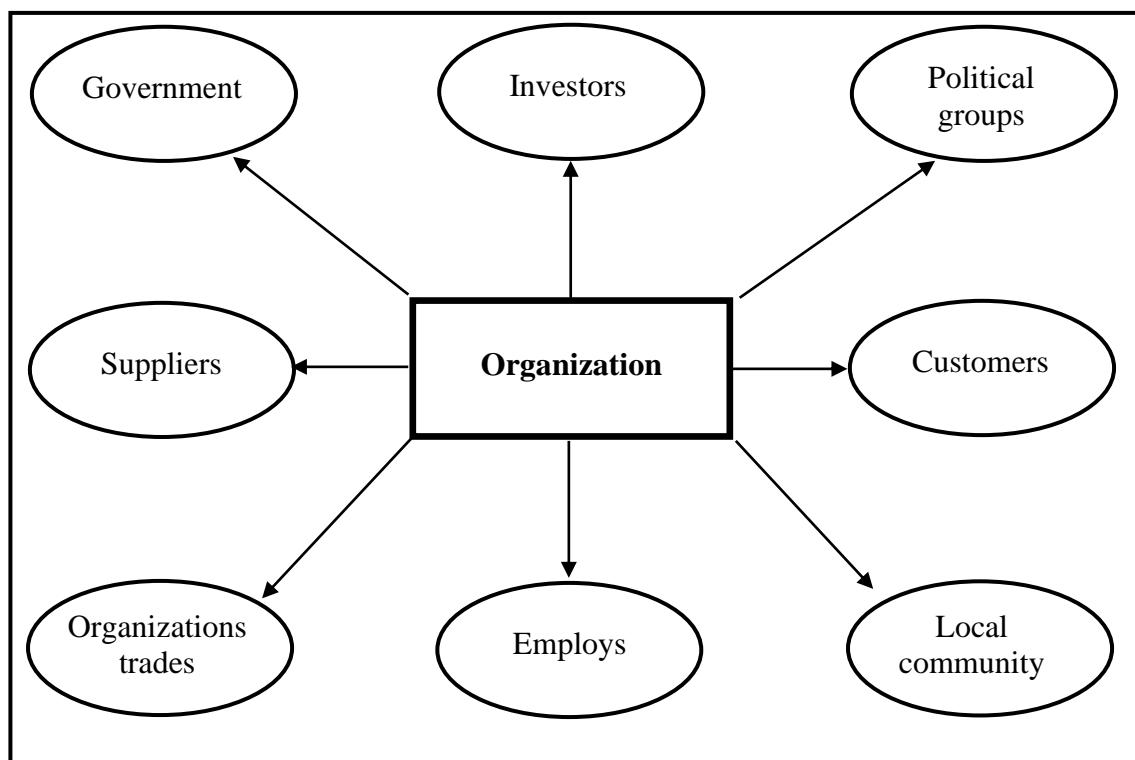 Government
Investors
Political
groups
Suppliers
Organization
Customers
Organizations
trades
Employs
Local
community